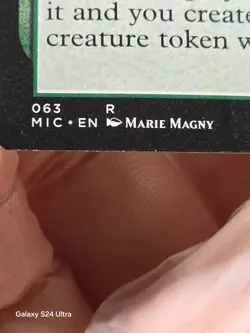 it and you create
creature token w
063 R
MIC • EN Marie Magny
Galaxy S24 Ultra